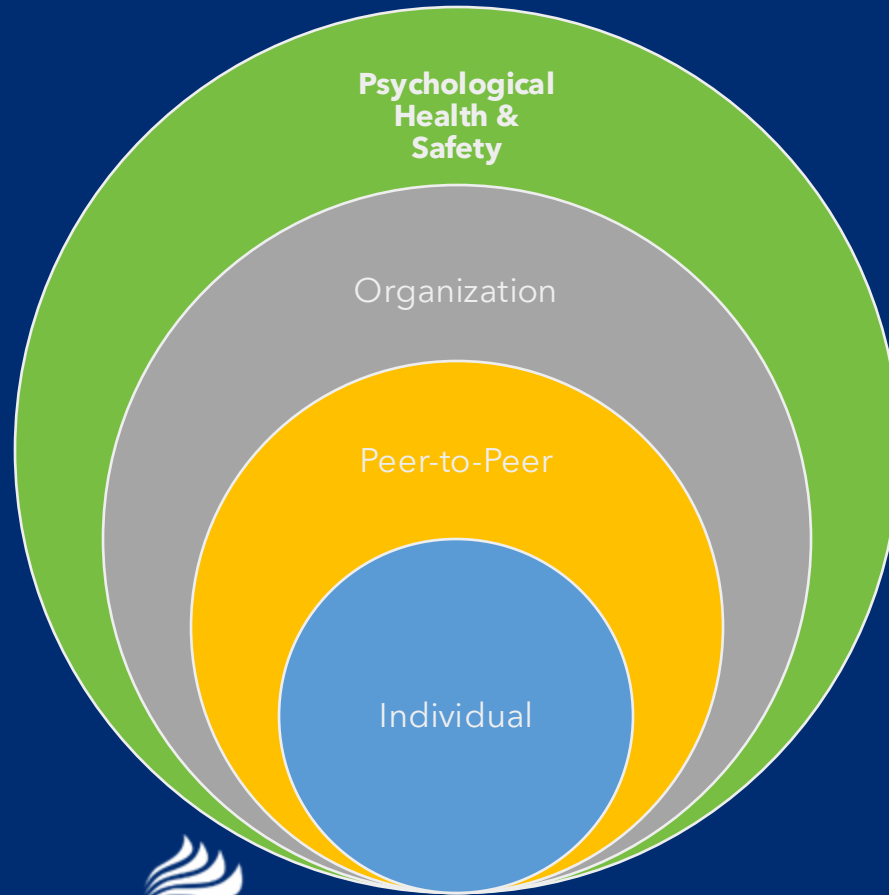 Psychological
Health &
Safety
Organization
Peer-to-Peer
Individual